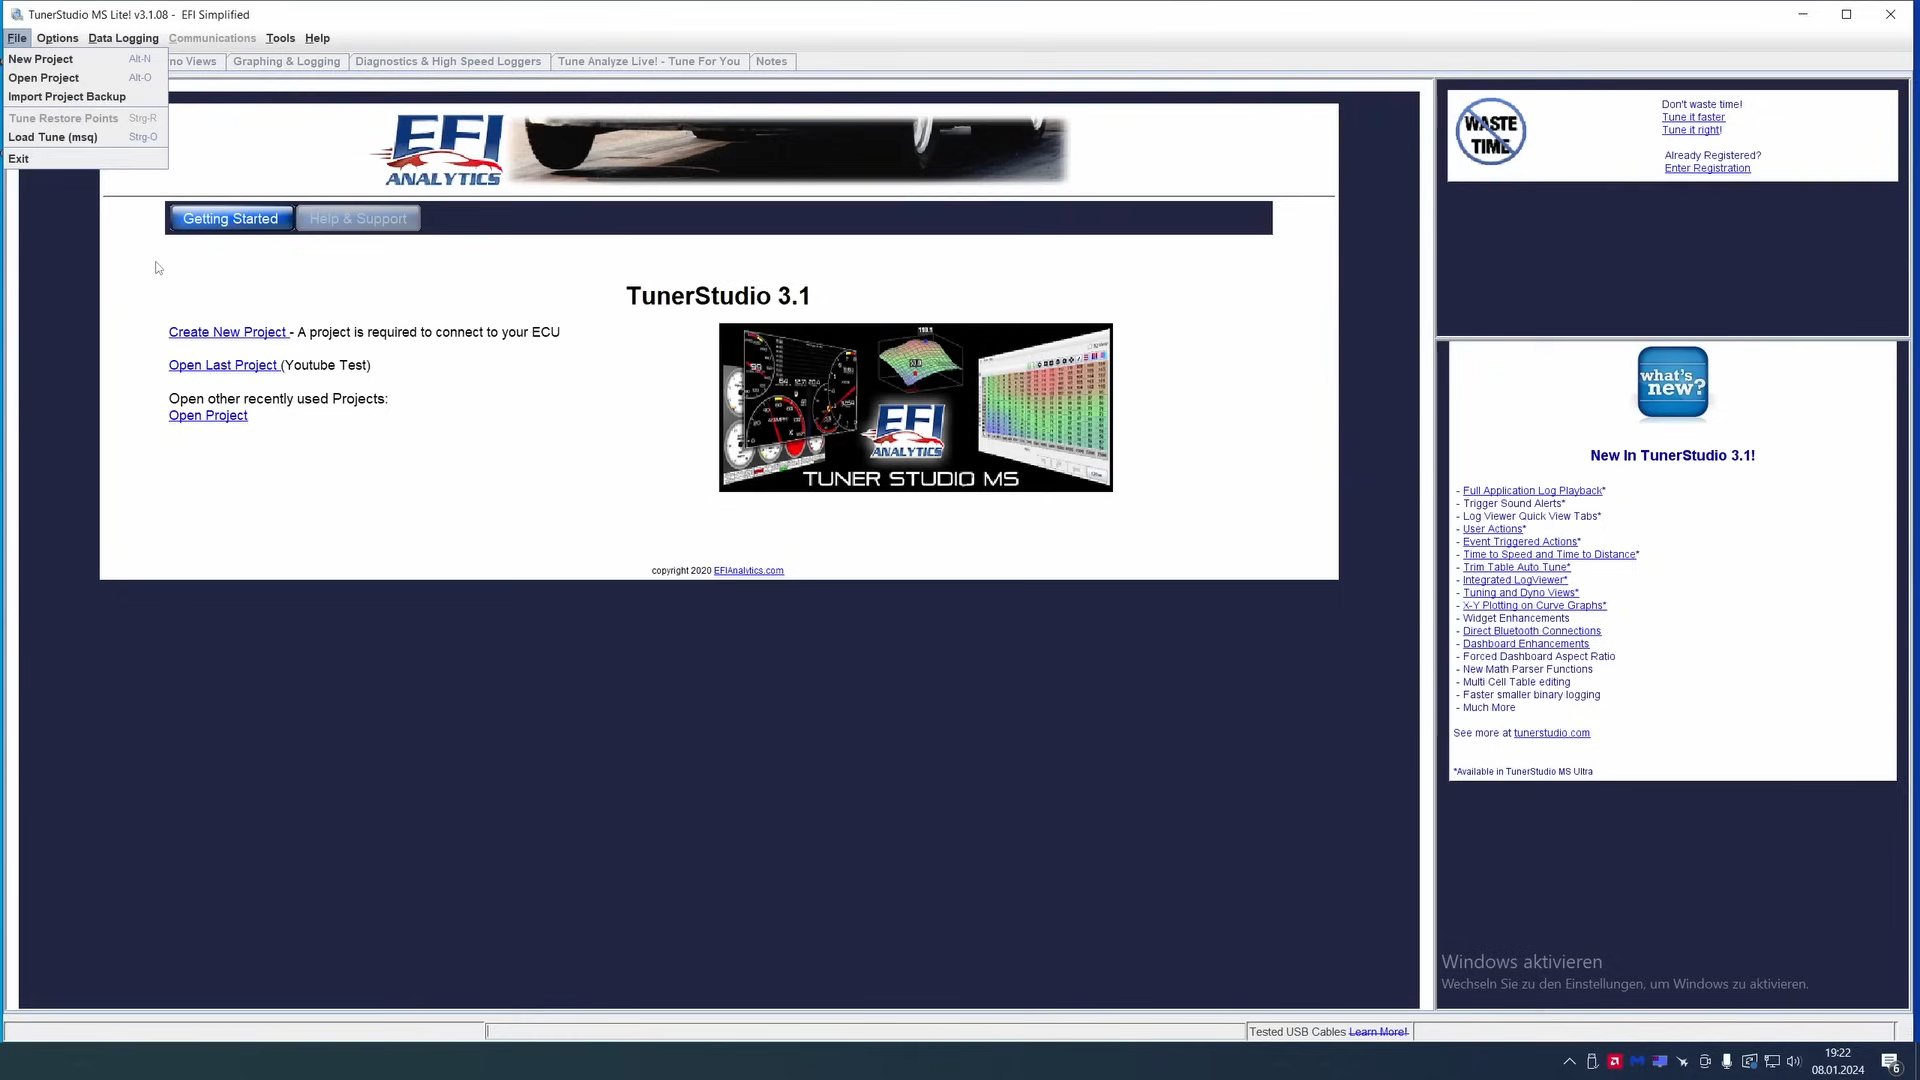 TunerStudio MS Lite! v3.1.08 - EFI Simplified
File Options Data Logging Communications Tools Help
New Project Alt-N
Open Project Alt-O
Import Project Backup
Tune Restore Points Strg-R
Load Tune (msq) Strg-O
Exit
no Views Graphing & Logging Diagnostics & High Speed Loggers Tune Analyze Live! - Tune For You Notes
EFI
ANALYTICS
Getting Started Help & Support
TunerStudio 3.1
Create New Project - A project is required to connect to your ECU
Open Last Project (Youtube Test)
Open other recently used Projects:
Open Project
EFI
ANALYTICS
TUNER STUDIO MS
copyright 2020 EFIAnalytics.com
WASTE
TIME
Don't waste time!
Tune it faster
Tune it right!
Already Registered?
Enter Registration
what's
new?
New In TunerStudio 3.1!
- Full Application Log Playback*
- Trigger Sound Alerts*
- Log Viewer Quick View Tabs*
- User Actions*
- Event Triggered Actions*
- Time to Speed and Time to Distance*
- Trim Table Auto Tune*
- Integrated LogViewer*
- Tuning and Dyno Views*
- X-Y Plotting on Curve Graphs*
- Widget Enhancements
- Direct Bluetooth Connections
- Dashboard Enhancements
- Forced Dashboard Aspect Ratio
- New Math Parser Functions
- Multi Cell Table editing
- Faster smaller binary logging
- Much More
See more at tunerstudio.com
*Available in TunerStudio MS Ultra
Windows aktivieren
Wechseln Sie zu den Einstellungen, um Windows zu aktivieren.
Tested USB Cables Learn More!
19:22
08.01.2024
6